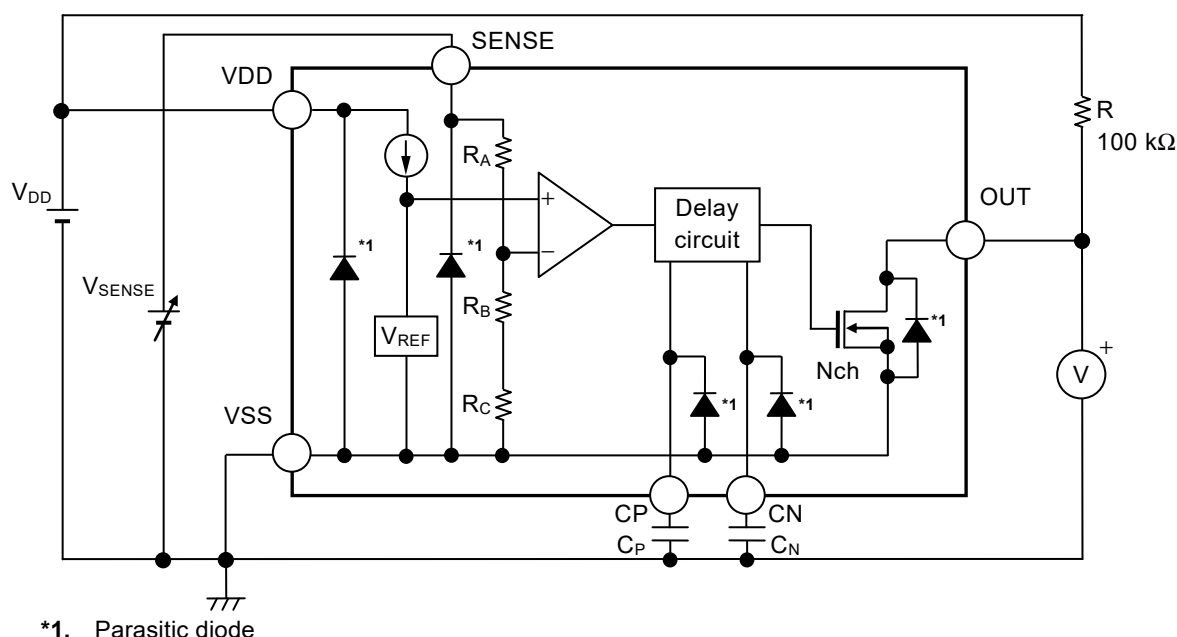 SENSE
VDD
R
100 kΩ
RA
VDD
+
−
Delay
circuit
OUT
*1
*1
VSENSE
RB
VREF
*1
+
Nch
V
RC
*1
*1
VSS
CP
CN
CP
CN
*1. Parasitic diode